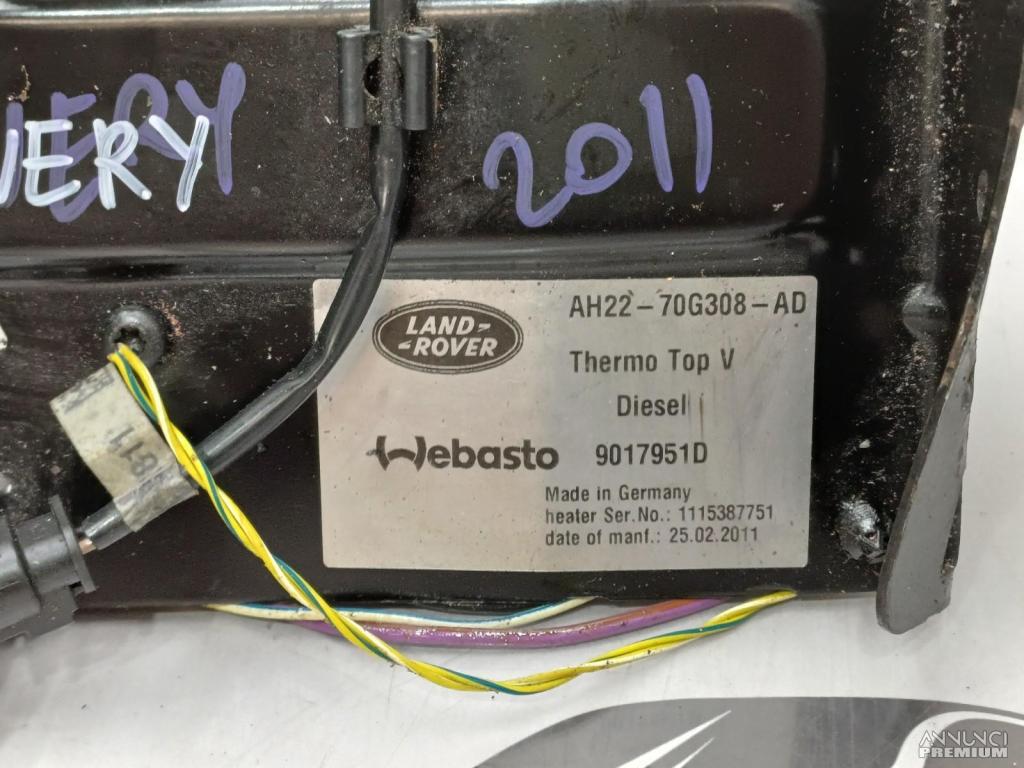 VERY
2011
LAND-
-ROVER
AH22-70G308-AD
Thermo Top V
Diesel
Webasto 9017951D
Made in Germany
heater Ser.No.: 1115387751
date of manf.: 25.02.2011
ANNUNCI
PREMIUM